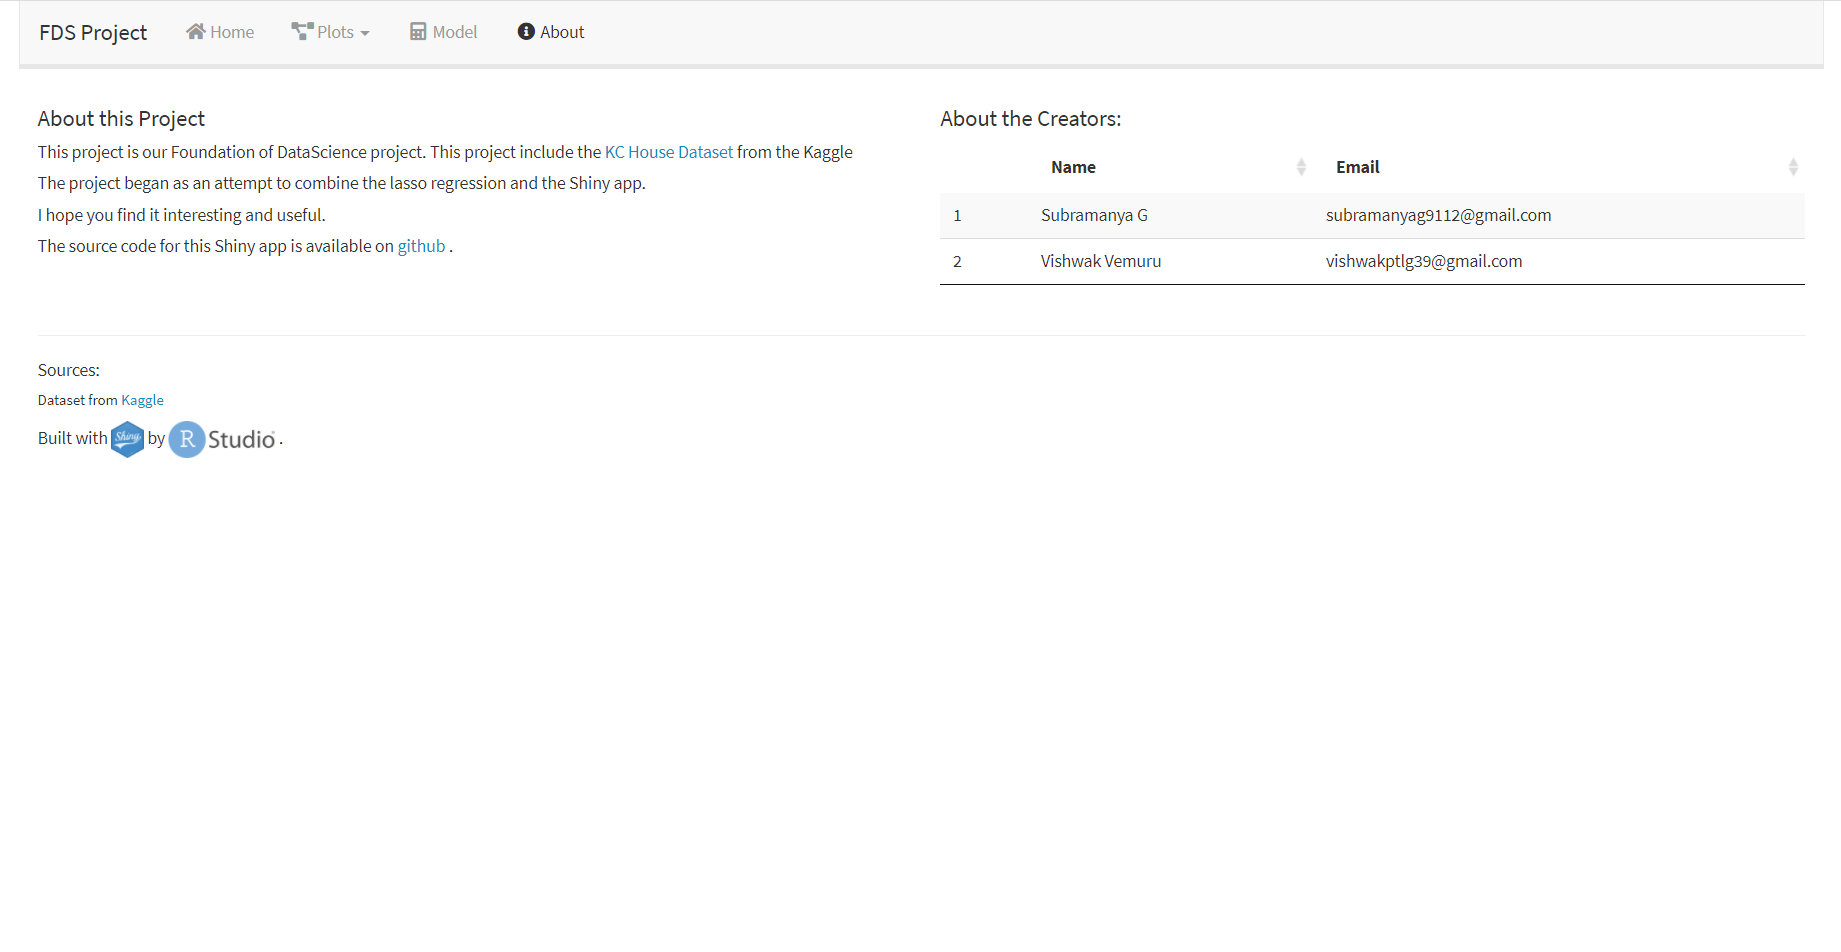 FDS Project Home Plots Model About
About this Project
This project is our Foundation of DataScience project. This project include the KC House Dataset from the Kaggle
The project began as an attempt to combine the lasso regression and the Shiny app.
I hope you find it interesting and useful.
The source code for this Shiny app is available on github .
About the Creators:
Name Email
1 Subramanya G subramanyag9112@gmail.com
2 Vishwak Vemuru vishwakptlg39@gmail.com
Sources:
Dataset from Kaggle
Built with Shiny by R Studio .